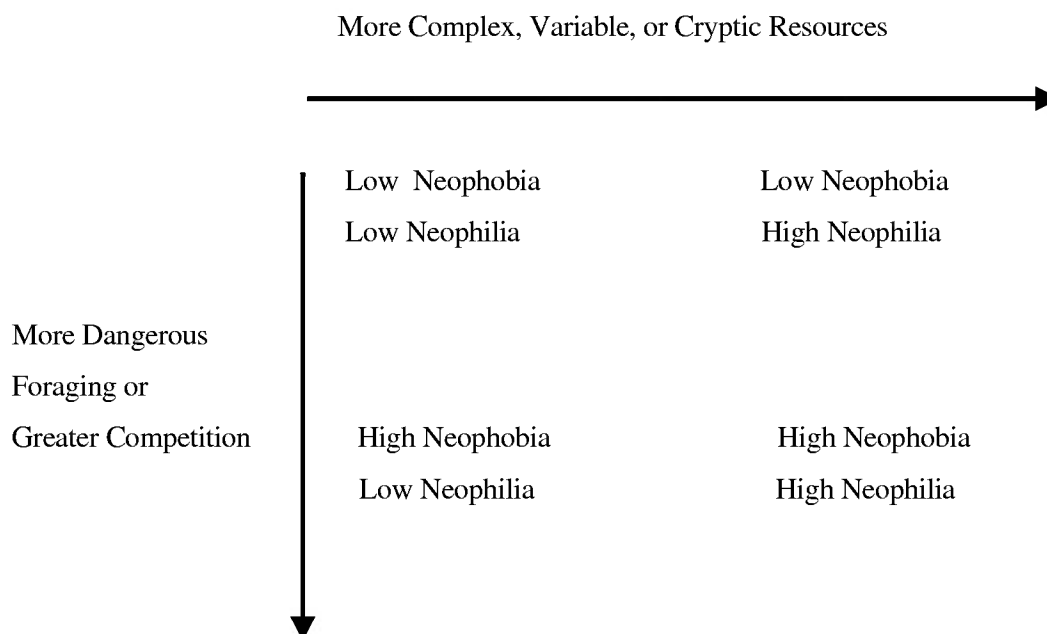 More Complex, Variable, or Cryptic Resources
Low Neophobia
Low Neophilia
Low Neophobia
High Neophilia
More Dangerous
Foraging or
Greater Competition
High Neophobia
Low Neophilia
High Neophobia
High Neophilia